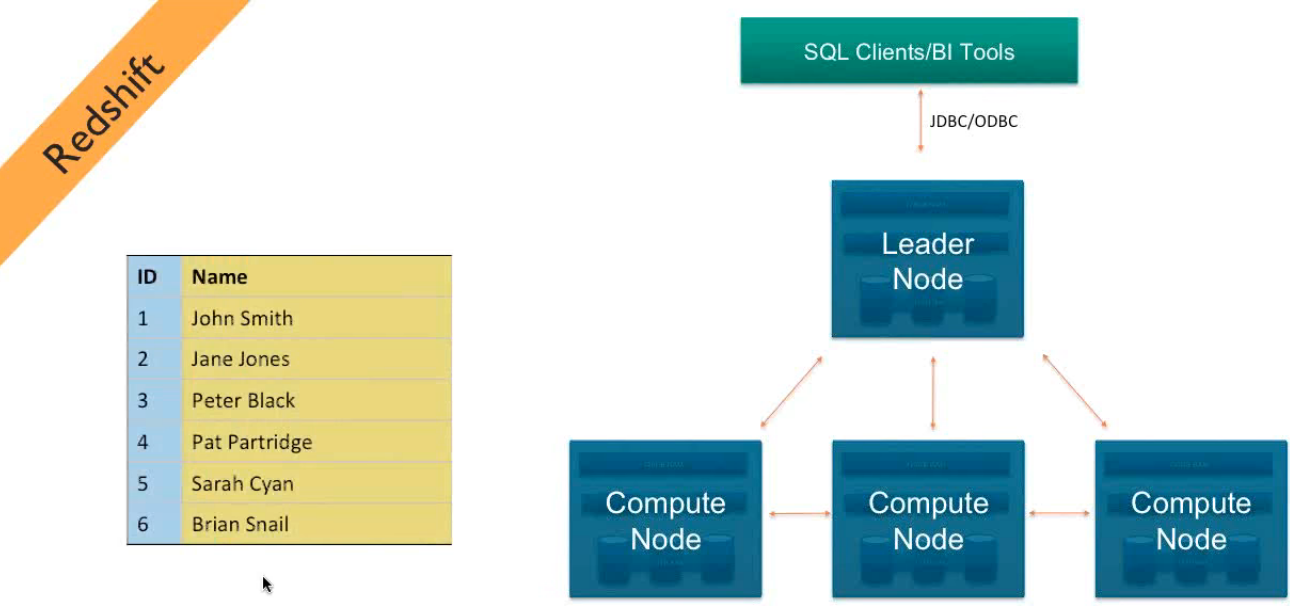 Redshift
SQL Clients/BI Tools
JDBC/ODBC
Leader
Node
ID Name
1 John Smith
2 Jane Jones
3 Peter Black
4 Pat Partridge
5 Sarah Cyan
6 Brian Snail
Compute
Node
Compute
Node
Compute
Node